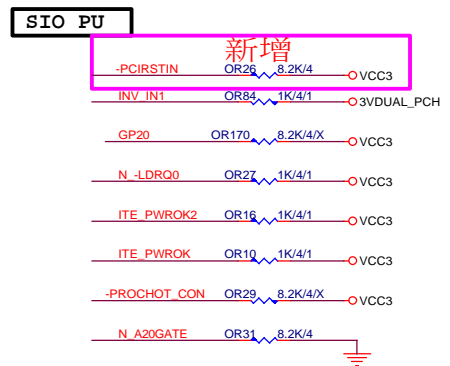 SIO PU
新增
-PCIRSTIN OR26 8.2K/4 VCC3
INV_IN1 OR84 1K/4/1 3VDUAL_PCH
GP20 OR170 8.2K/4/X VCC3
N_-LDRQ0 OR27 1K/4/1 VCC3
ITE_PWROK2 OR16 1K/4/1 VCC3
ITE_PWROK OR10 1K/4/1 VCC3
-PROCHOT_CON OR29 8.2K/4/X VCC3
N_A20GATE OR31 8.2K/4